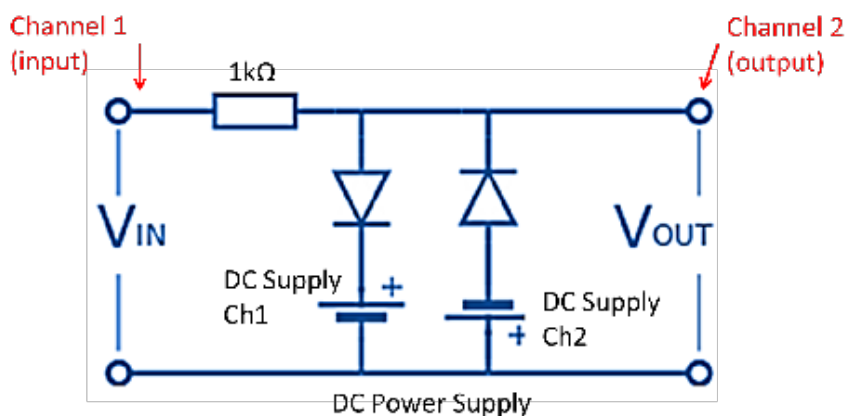 Channel 1
(input)
Channel 2
(output)
1kΩ
VIN
VOUT
DC Supply
Ch1
+
DC Supply
Ch2
+
DC Power Supply